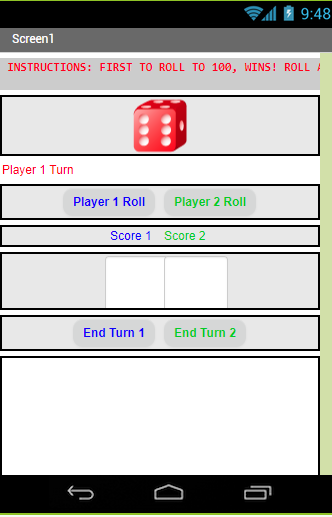 9:48
Screen1
INSTRUCTIONS: FIRST TO ROLL TO 100, WINS! ROLL
Player 1 Turn
Player 1 Roll Player 2 Roll
Score 1 Score 2
End Turn 1 End Turn 2